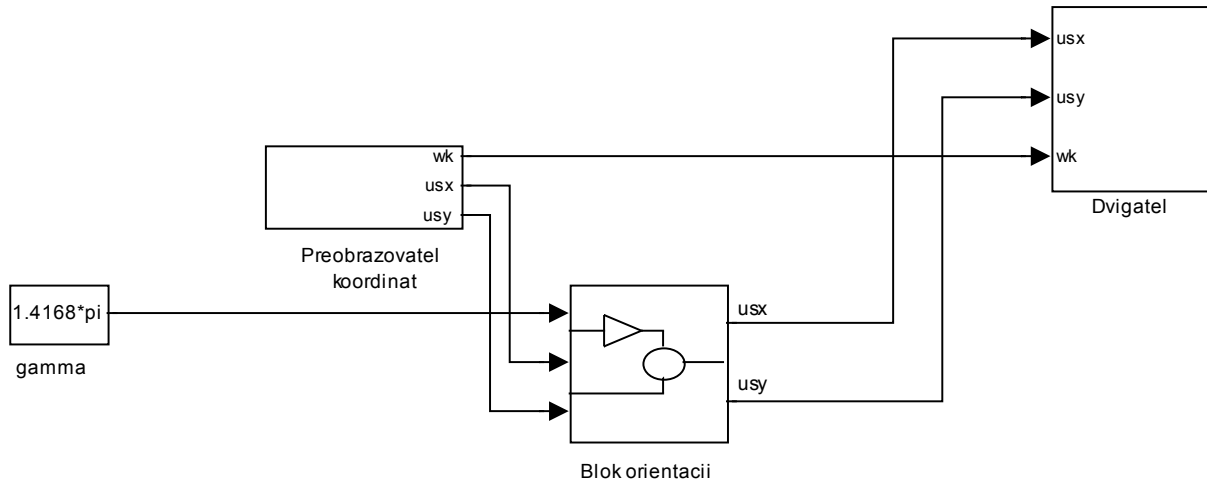 usx
usy
wk
Dvigatel
wk
usx
usy
Preobrazovatel
koordinat
1.4168*pi
gamma
usx
usy
Blok orientacii